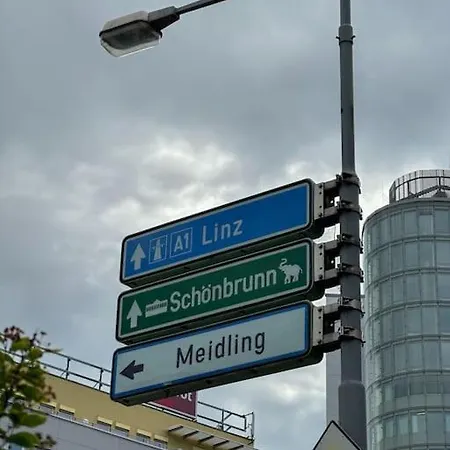 A1 Linz
Schönbrunn
Meidling